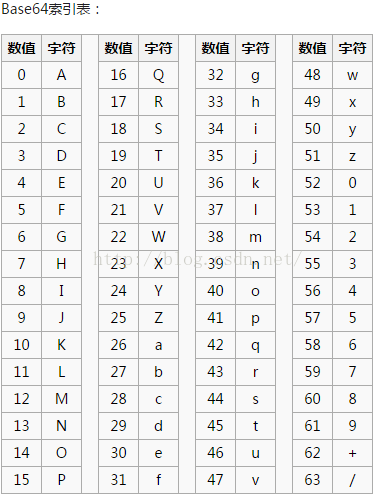 Base64索引表：
数值 字符 数值 字符 数值 字符 数值 字符
0 A 16 Q 32 g 48 w
1 B 17 R 33 h 49 x
2 C 18 S 34 i 50 y
3 D 19 T 35 j 51 z
4 E 20 U 36 k 52 0
5 F 21 V 37 l 53 1
6 G 22 W 38 m 54 2
7 H 23 X 39 n 55 3
8 I 24 Y 40 o 56 4
9 J 25 Z 41 p 57 5
10 K 26 a 42 q 58 6
11 L 27 b 43 r 59 7
12 M 28 c 44 s 60 8
13 N 29 d 45 t 61 9
14 O 30 e 46 u 62 +
15 P 31 f 47 v 63 /
http://blog.csdn.net/